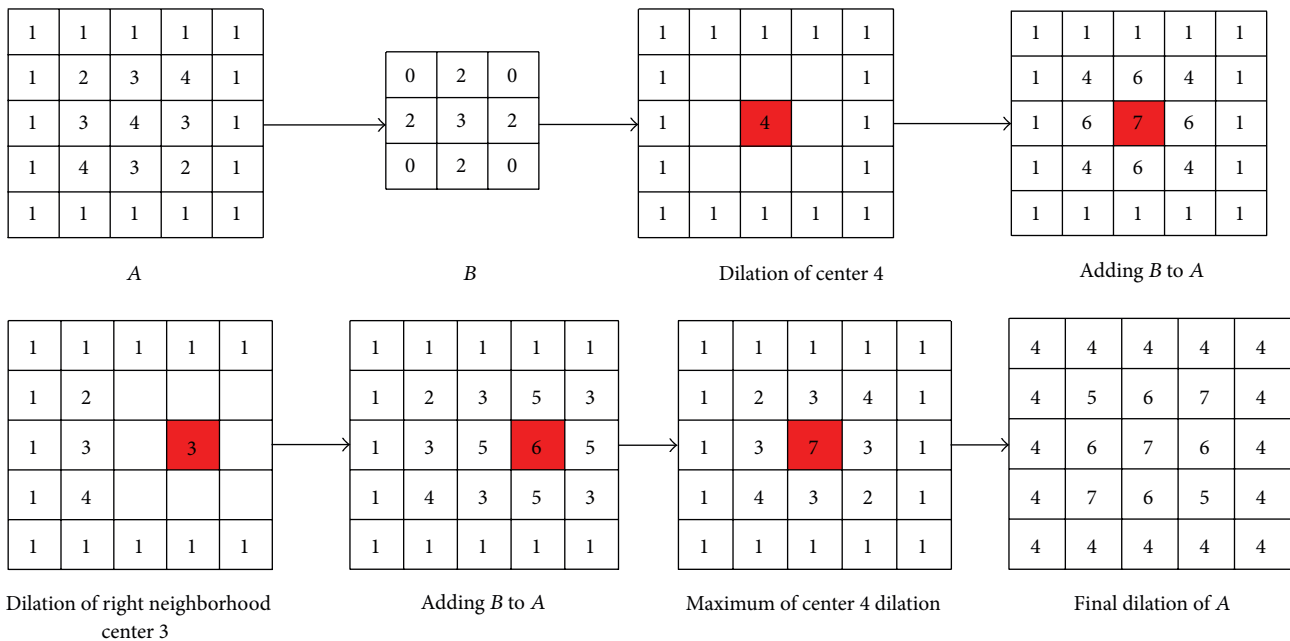 1 1 1 1 1
1 2 3 4 1
1 3 4 3 1
1 4 3 2 1
1 1 1 1 1
A
0 2 0
2 3 2
0 2 0
B
1 1 1 1 1
1 1
1 4 1
1 1
1 1 1 1 1
Dilation of center 4
1 1 1 1 1
1 4 6 4 1
1 6 7 6 1
1 4 6 4 1
1 1 1 1 1
Adding B to A
1 1 1 1 1
1 2
1 3 3
1 4
1 1 1 1 1
Dilation of right neighborhood
center 3
1 1 1 1 1
1 2 3 5 3
1 3 5 6 5
1 4 3 5 3
1 1 1 1 1
Adding B to A
1 1 1 1 1
1 2 3 4 1
1 3 7 3 1
1 4 3 2 1
1 1 1 1 1
Maximum of center 4 dilation
4 4 4 4 4
4 5 6 7 4
4 6 7 6 4
4 7 6 5 4
4 4 4 4 4
Final dilation of A